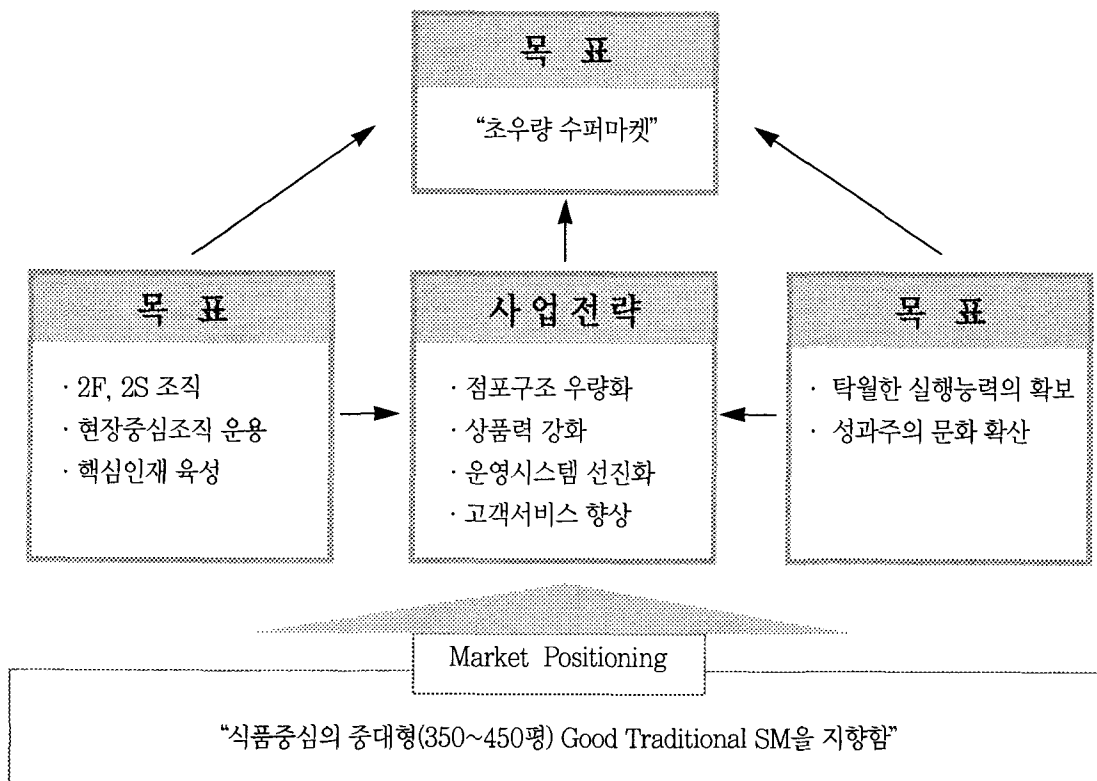 목 표
“초우량 수퍼마켓”
목 표
· 2F, 2S 조직
· 현장중심조직 운용
· 핵심인재 육성
사업전략
· 점포구조 우량화
· 상품력 강화
· 운영시스템 선진화
· 고객서비스 향상
목 표
· 탁월한 실행능력의 확보
· 성과주의 문화 확산
Market Positioning
“식품중심의 중대형(350~450평) Good Traditional SM을 지향함”